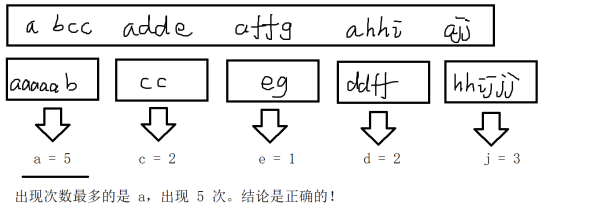 a bcc adde affg ahhi ajj
aaaaab cc eg ddff hhijjj
a = 5 c = 2 e = 1 d = 2 j = 3
出现次数最多的是 a，出现 5 次。结论是正确的！